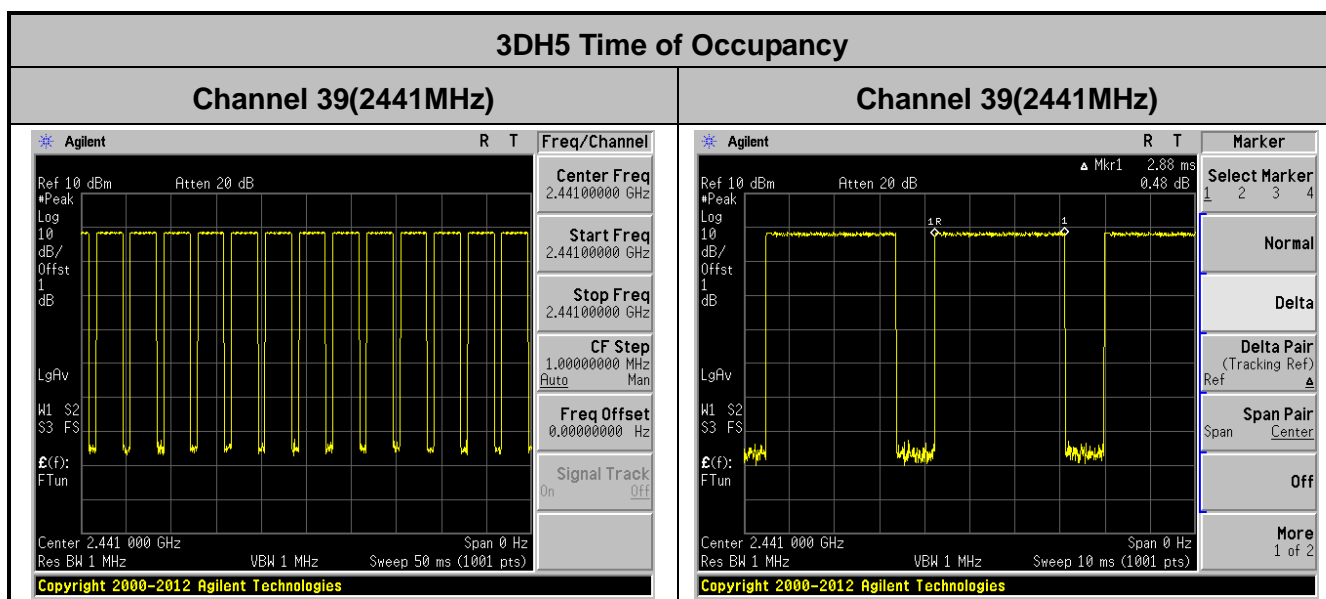 3DH5 Time of Occupancy
Channel 39(2441MHz)
Channel 39(2441MHz)
Agilent
R T
Freq/Channel
Ref 10 dBm
Atten 20 dB
#Peak
Log
10
dB/
Offst
1
dB
LgAv
W1 S2
S3 FS
£(f):
FTun
Center 2.441 000 GHz
Span 0 Hz
Res BW 1 MHz
VBW 1 MHz
Sweep 50 ms (1001 pts)
Copyright 2000-2012 Agilent Technologies
Center Freq
2.44100000 GHz
Start Freq
2.44100000 GHz
Stop Freq
2.44100000 GHz
CF Step
1.00000000 MHz
Auto Man
Freq Offset
0.00000000 Hz
Signal Track
On Off
Agilent
R T
Marker
Δ Mkr1 2.88 ms
Ref 10 dBm
Atten 20 dB
0.48 dB
#Peak
Log
10
dB/
Offst
1
dB
1R
1
LgAv
W1 S2
S3 FS
£(f):
FTun
Center 2.441 000 GHz
Span 0 Hz
Res BW 1 MHz
VBW 1 MHz
Sweep 10 ms (1001 pts)
Copyright 2000-2012 Agilent Technologies
Select Marker
1 2 3 4
Normal
Delta
Delta Pair
(Tracking Ref)
Ref Δ
Span Pair
Span Center
Off
More
1 of 2